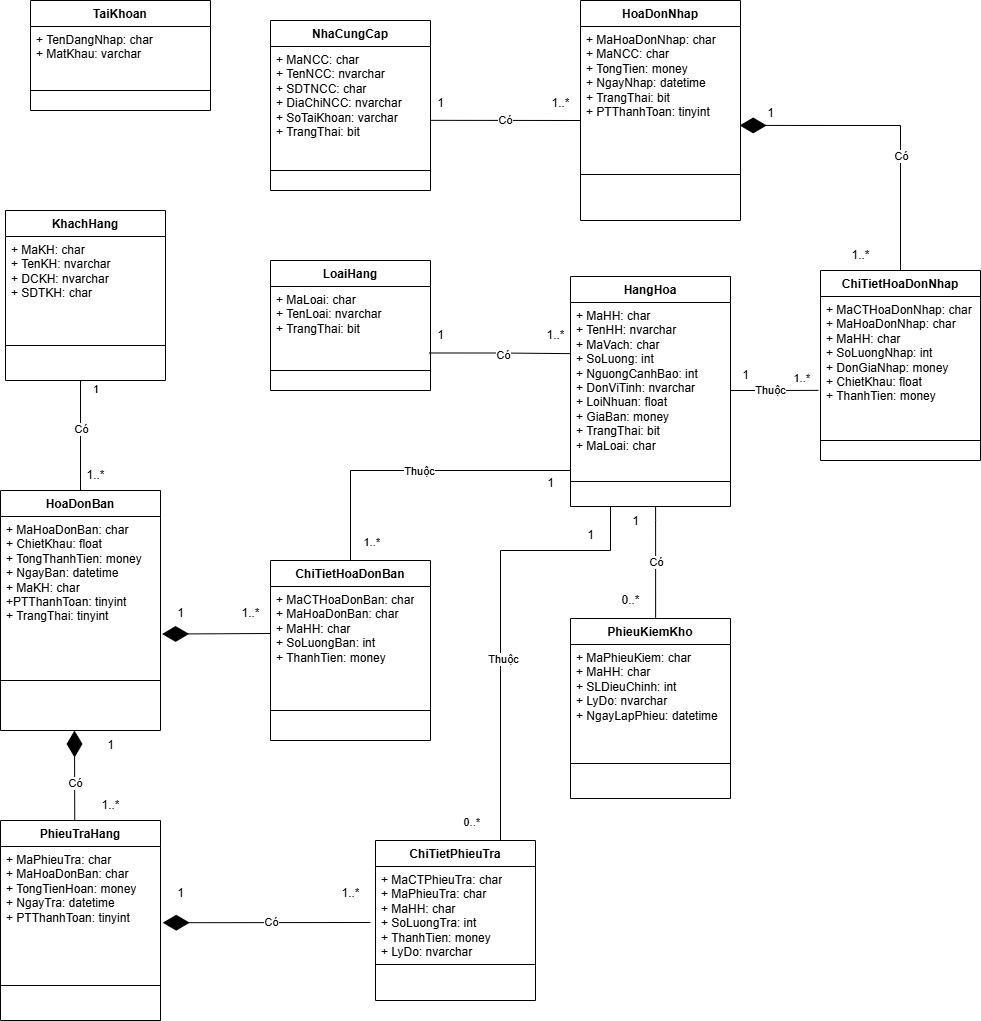 TaiKhoan
+ TenDangNhap: char
+ MatKhau: varchar
NhaCungCap
+ MaNCC: char
+ TenNCC: nvarchar
+ SDTNCC: char
+ DiaChiNCC: nvarchar
+ SoTaiKhoan: varchar
+ TrangThai: bit
1
Có
1..*
HoaDonNhap
+ MaHoaDonNhap: char
+ MaNCC: char
+ TongTien: money
+ NgayNhap: datetime
+ TrangThai: bit
+ PTThanhToan: tinyint
1
Có
1..*
KhachHang
+ MaKH: char
+ TenKH: nvarchar
+ DCKH: nvarchar
+ SDTKH: char
1
Có
1..*
LoaiHang
+ MaLoai: char
+ TenLoai: nvarchar
+ TrangThai: bit
1
Có
1..*
HangHoa
+ MaHH: char
+ TenHH: nvarchar
+ MaVach: char
+ SoLuong: int
+ NguongCanhBao: int
+ DonViTinh: nvarchar
+ LoiNhuan: float
+ GiaBan: money
+ TrangThai: bit
+ MaLoai: char
1
Thuộc
1..*
ChiTietHoaDonNhap
+ MaCTHoaDonNhap: char
+ MaHoaDonNhap: char
+ MaHH: char
+ SoLuongNhap: int
+ DonGiaNhap: money
+ ChietKhau: float
+ ThanhTien: money
Thuộc
1
1..*
HoaDonBan
+ MaHoaDonBan: char
+ ChietKhau: float
+ TongThanhTien: money
+ NgayBan: datetime
+ MaKH: char
+PTThanhToan: tinyint
+ TrangThai: tinyint
1
1..*
ChiTietHoaDonBan
+ MaCTHoaDonBan: char
+ MaHoaDonBan: char
+ MaHH: char
+ SoLuongBan: int
+ ThanhTien: money
1
Thuộc
0..*
1
Có
0..*
PhieuKiemKho
+ MaPhieuKiem: char
+ MaHH: char
+ SLDieuChinh: int
+ LyDo: nvarchar
+ NgayLapPhieu: datetime
1
Có
1..*
PhieuTraHang
+ MaPhieuTra: char
+ MaHoaDonBan: char
+ TongTienHoan: money
+ NgayTra: datetime
+ PTThanhToan: tinyint
1
Có
1..*
ChiTietPhieuTra
+ MaCTPhieuTra: char
+ MaPhieuTra: char
+ MaHH: char
+ SoLuongTra: int
+ ThanhTien: money
+ LyDo: nvarchar